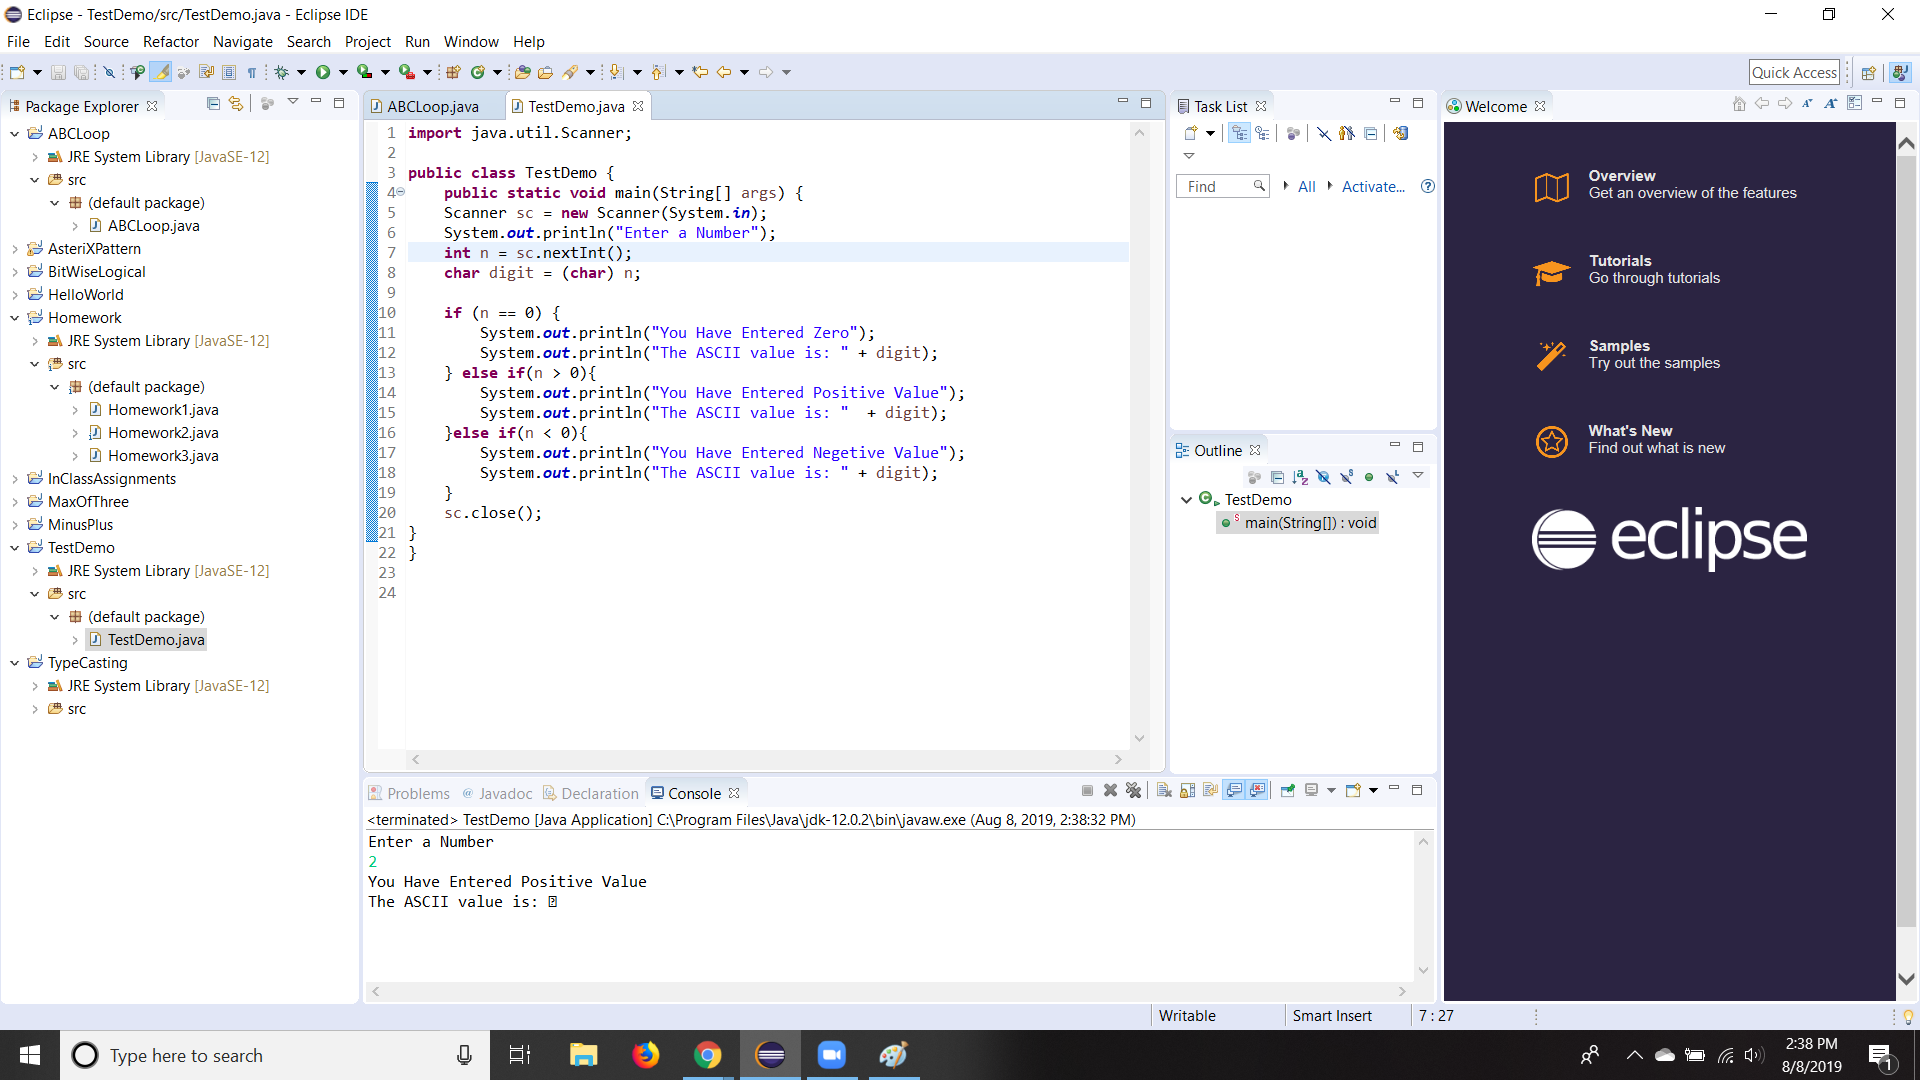 Eclipse - TestDemo/src/TestDemo.java - Eclipse IDE
File Edit Source Refactor Navigate Search Project Run Window Help
Quick Access
Package Explorer
ABCLoop
JRE System Library [JavaSE-12]
src
(default package)
ABCLoop.java
AsteriXPattern
BitWiseLogical
HelloWorld
Homework
JRE System Library [JavaSE-12]
src
(default package)
Homework1.java
Homework2.java
Homework3.java
InClassAssignments
MaxOfThree
MinusPlus
TestDemo
JRE System Library [JavaSE-12]
src
(default package)
TestDemo.java
TypeCasting
JRE System Library [JavaSE-12]
src
ABCLoop.java TestDemo.java
1 import java.util.Scanner;
2
3 public class TestDemo {
4 public static void main(String[] args) {
5 Scanner sc = new Scanner(System.in);
6 System.out.println("Enter a Number");
7 int n = sc.nextInt();
8 char digit = (char) n;
9
10 if (n == 0) {
11 System.out.println("You Have Entered Zero");
12 System.out.println("The ASCII value is: " + digit);
13 } else if(n > 0){
14 System.out.println("You Have Entered Positive Value");
15 System.out.println("The ASCII value is: "  + digit);
16 }else if(n < 0){
17 System.out.println("You Have Entered Negetive Value");
18 System.out.println("The ASCII value is: " + digit);
19 }
20 sc.close();
21 }
22 }
23
24
Task List
Find All Activate...
Outline
TestDemo
main(String[]) : void
Welcome
Overview
Get an overview of the features
Tutorials
Go through tutorials
Samples
Try out the samples
What's New
Find out what is new
eclipse
Problems Javadoc Declaration Console
<terminated> TestDemo [Java Application] C:\Program Files\Java\jdk-12.0.2\bin\javaw.exe (Aug 8, 2019, 2:38:32 PM)
Enter a Number
2
You Have Entered Positive Value
The ASCII value is:
Writable Smart Insert 7 : 27
Type here to search
2:38 PM
8/8/2019
1